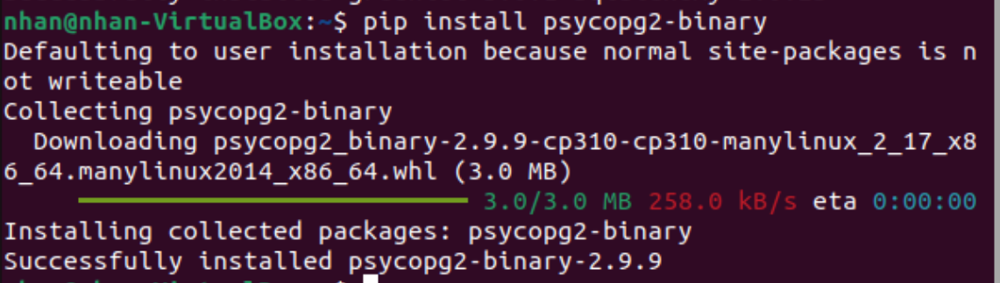 nhan@nhan-VirtualBox:~$ pip install psycopg2-binary
Defaulting to user installation because normal site-packages is n
ot writeable
Collecting psycopg2-binary
  Downloading psycopg2_binary-2.9.9-cp310-cp310-manylinux_2_17_x8
6_64.manylinux2014_x86_64.whl (3.0 MB)
3.0/3.0 MB 258.0 kB/s eta 0:00:00
Installing collected packages: psycopg2-binary
Successfully installed psycopg2-binary-2.9.9